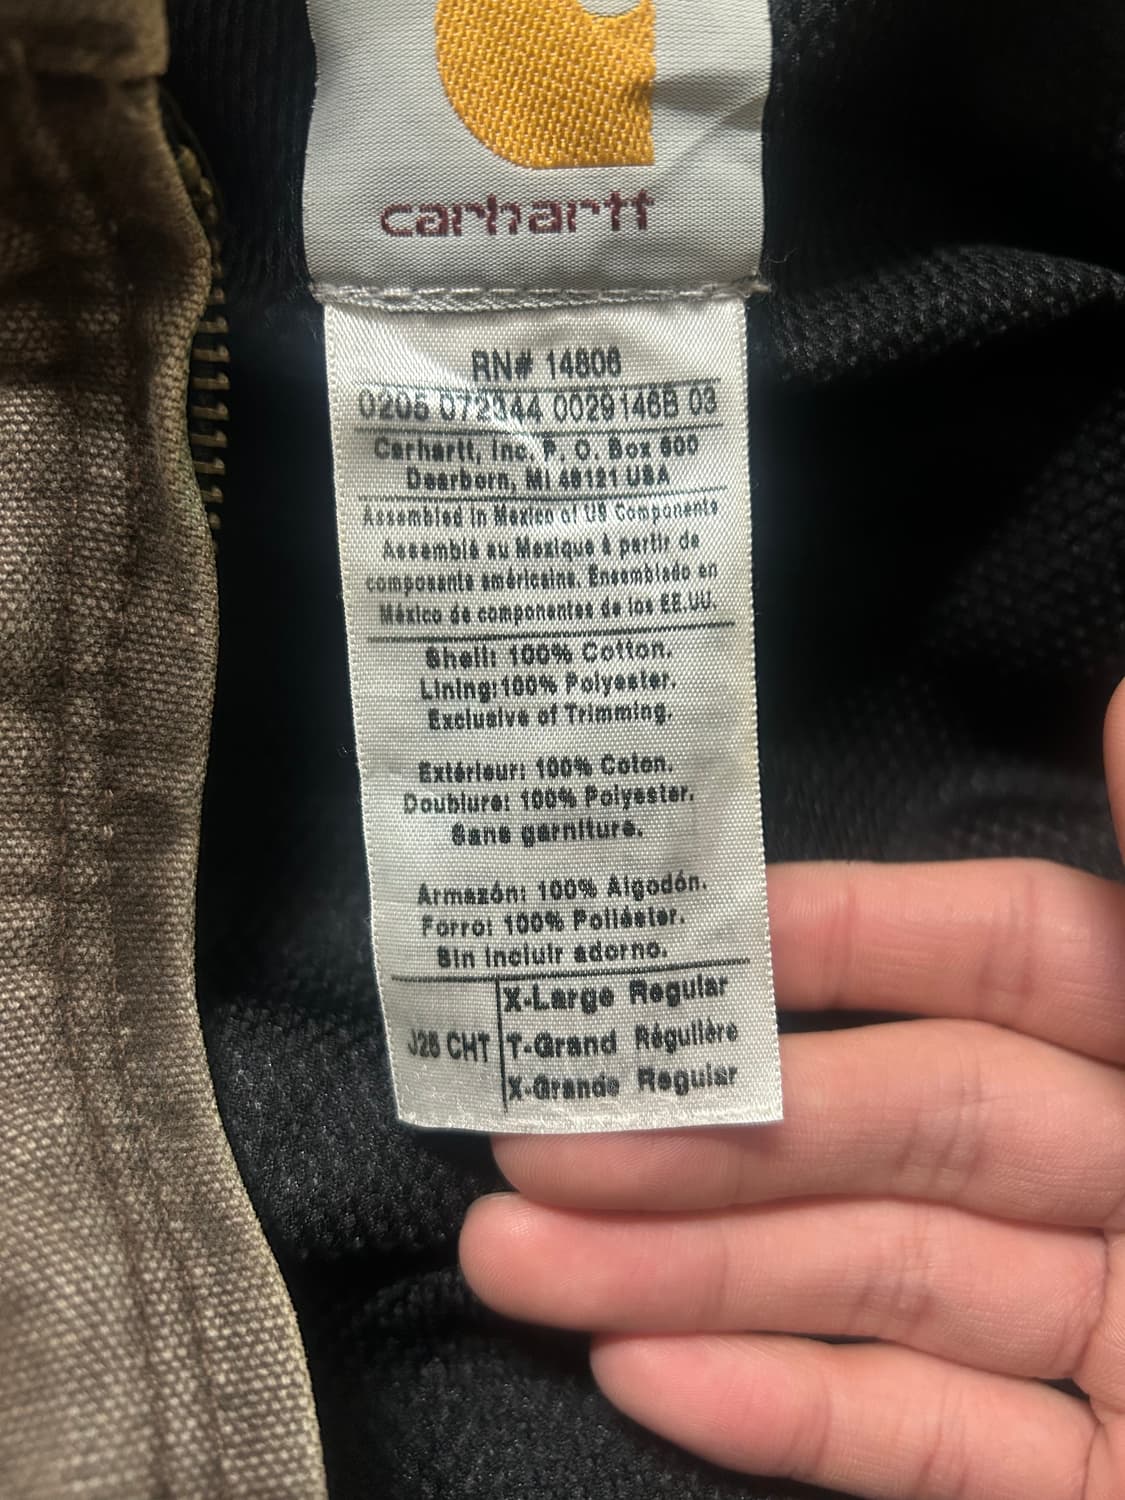 carhartt
RN# 14806
0205 072344 0029146B 03
Carhartt, Inc. P. O. Box 600
Dearborn, MI 48121 USA
Assembled in Mexico of US Components
Assemblé au Mexique à partir de
composants américains. Ensamblado en
México de componentes de los EE.UU.
Shell: 100% Cotton.
Lining:100% Polyester.
Exclusive of Trimming.
Extérieur: 100% Coton.
Doublure: 100% Polyester.
Sans garniture.
Armazón: 100% Algodón.
Forro: 100% Poliéster.
Sin incluir adorno.
J26 CHT
X-Large Regular
T-Grand Régulière
X-Grande Regular